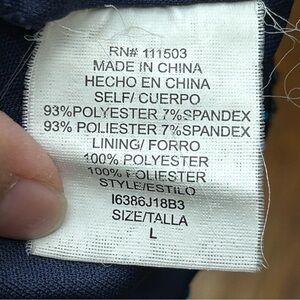 RN# 111503
MADE IN CHINA
HECHO EN CHINA
SELF/ CUERPO
93%POLYESTER 7%SPANDEX
93% POLIESTER 7%SPANDEX
LINING/ FORRO
100% POLYESTER
100% POLIESTER
STYLE/ESTILO
I6386J18B3
SIZE/TALLA
L